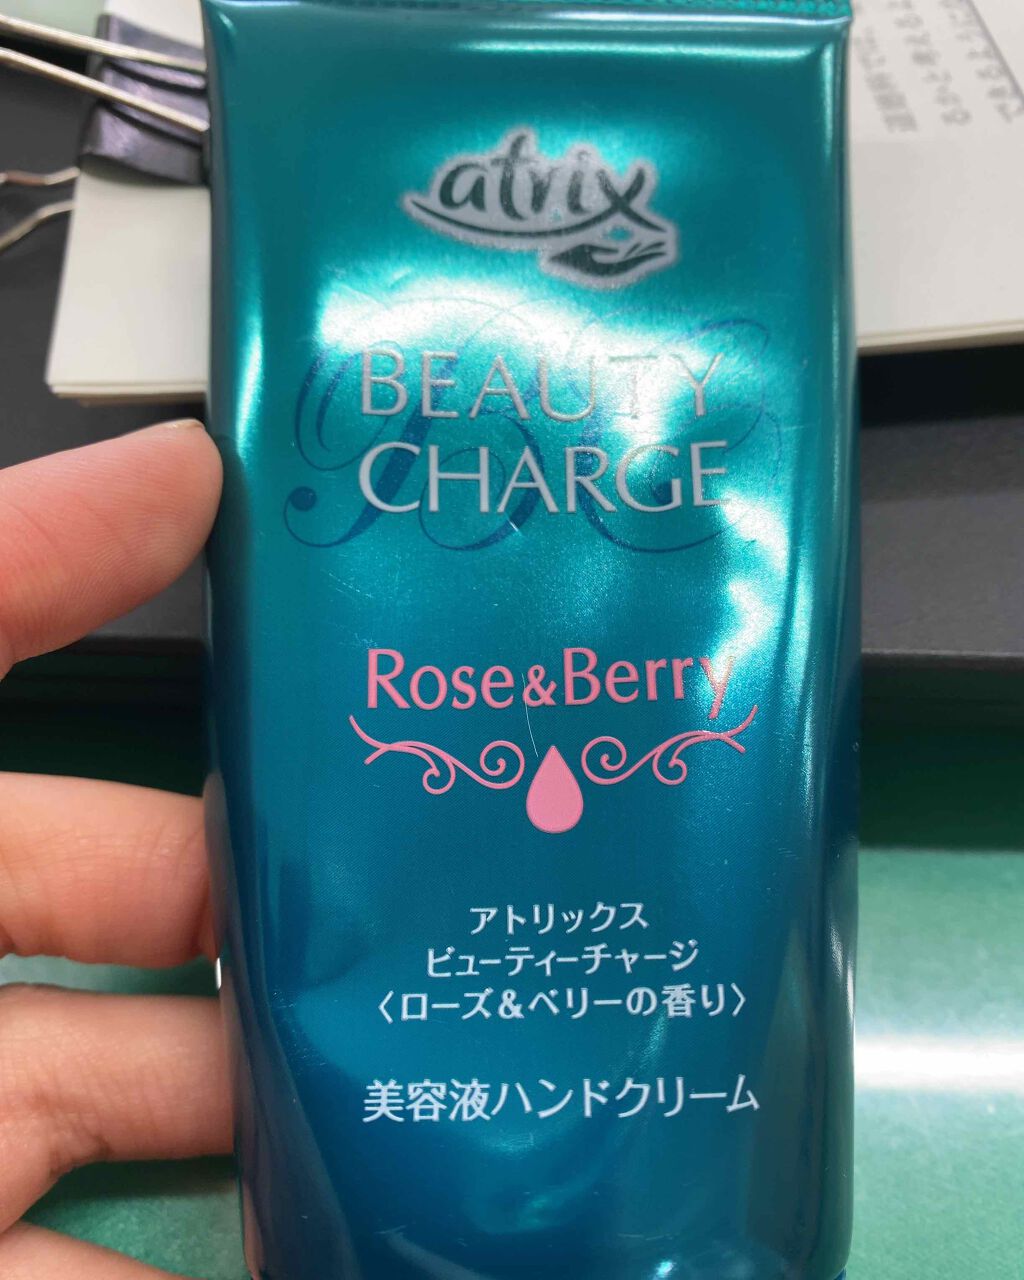 atrix
BEAUTY
CHARGE
Rose&Berry
アトリックス
ビューティーチャージ
〈ローズ&ベリーの香り〉
美容液ハンドクリーム